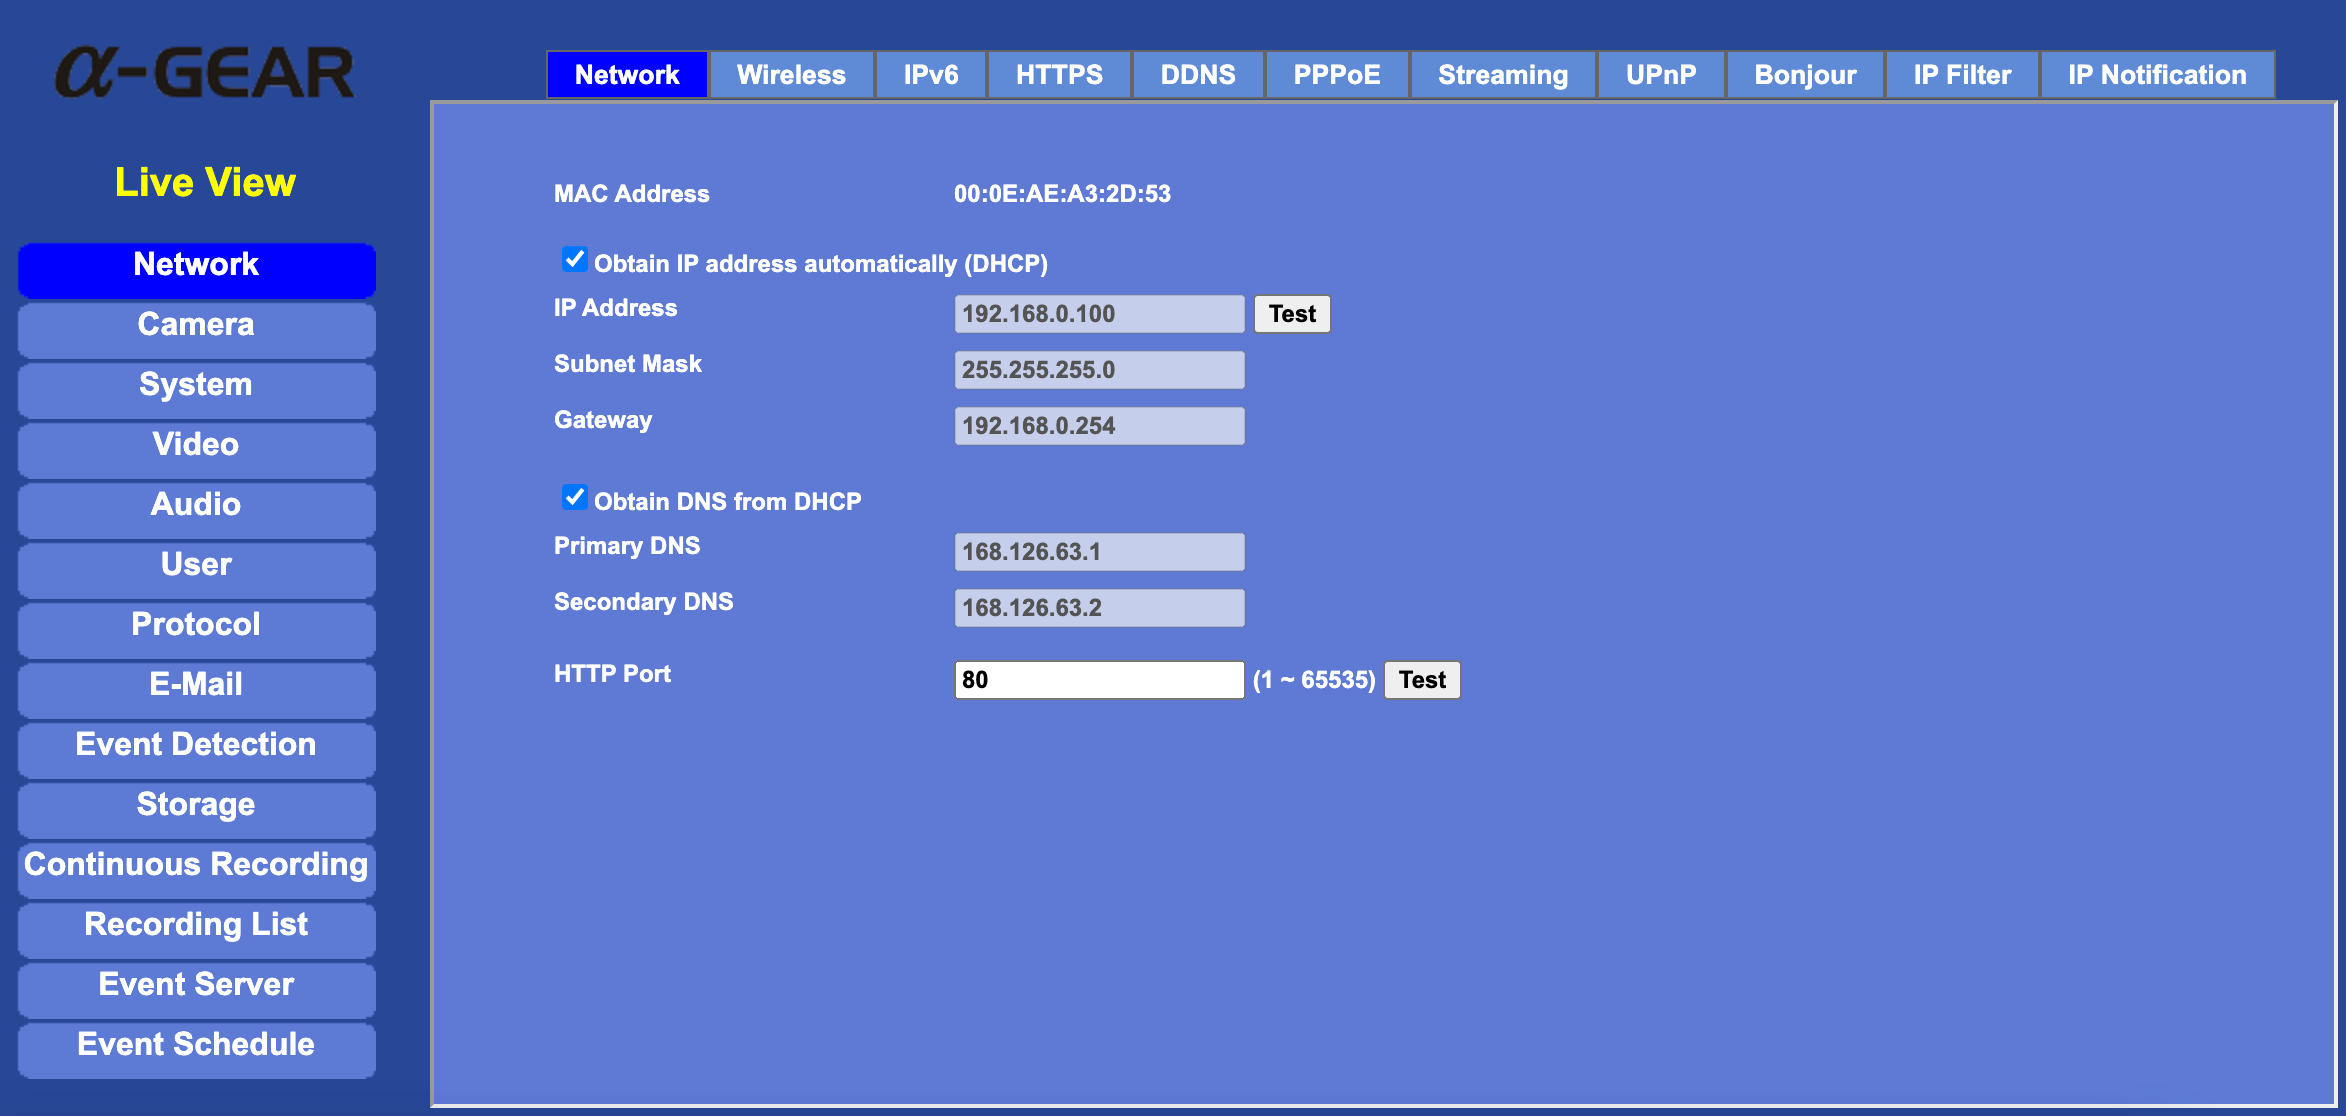 α-GEAR
Network Wireless IPv6 HTTPS DDNS PPPoE Streaming UPnP Bonjour IP Filter IP Notification
Live View
Network
Camera
System
Video
Audio
User
Protocol
E-Mail
Event Detection
Storage
Continuous Recording
Recording List
Event Server
Event Schedule
MAC Address 00:0E:AE:A3:2D:53
Obtain IP address automatically (DHCP)
IP Address 192.168.0.100 Test
Subnet Mask 255.255.255.0
Gateway 192.168.0.254
Obtain DNS from DHCP
Primary DNS 168.126.63.1
Secondary DNS 168.126.63.2
HTTP Port 80 (1 ~ 65535) Test